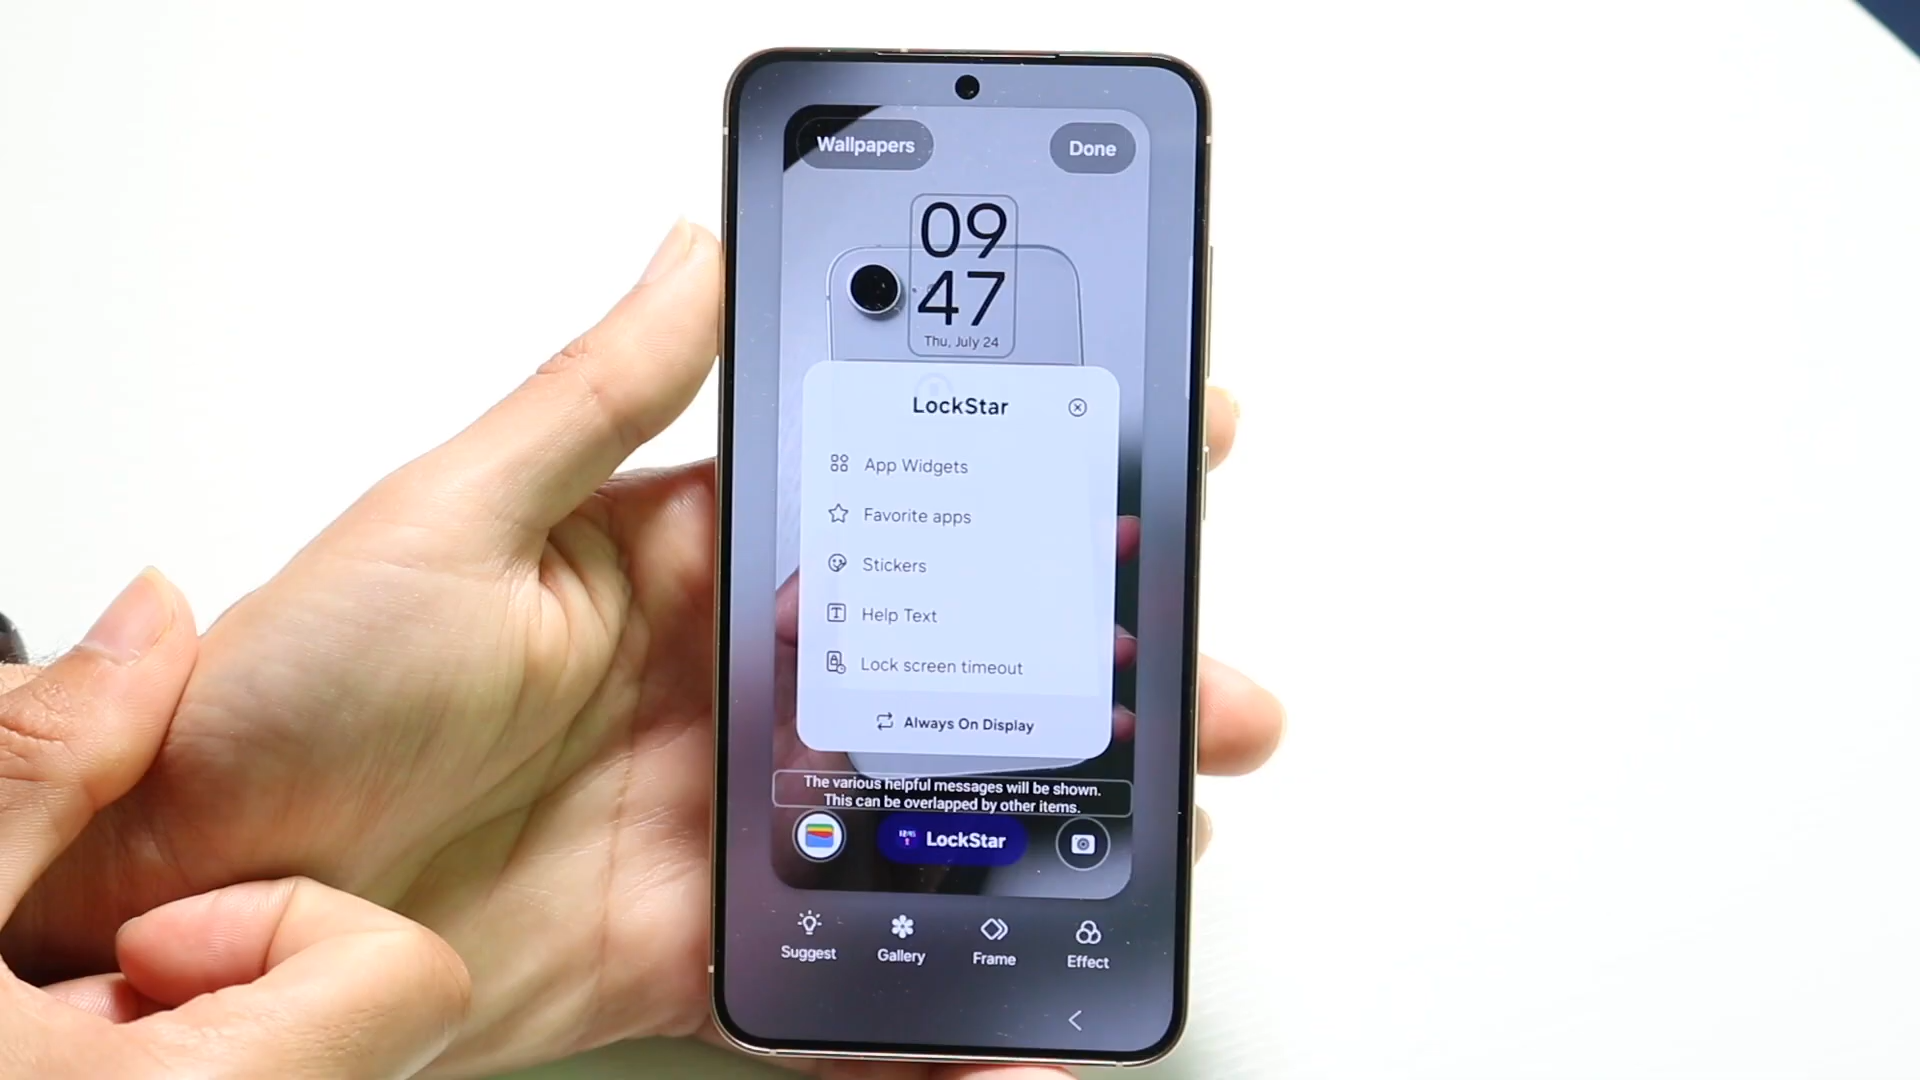 Wallpapers
Done
09
47
Thu, July 24
LockStar
App Widgets
Favorite apps
Stickers
Help Text
Lock screen timeout
Always On Display
The various helpful messages will be shown.
This can be overlapped by other items.
LockStar
Suggest
Gallery
Frame
Effect